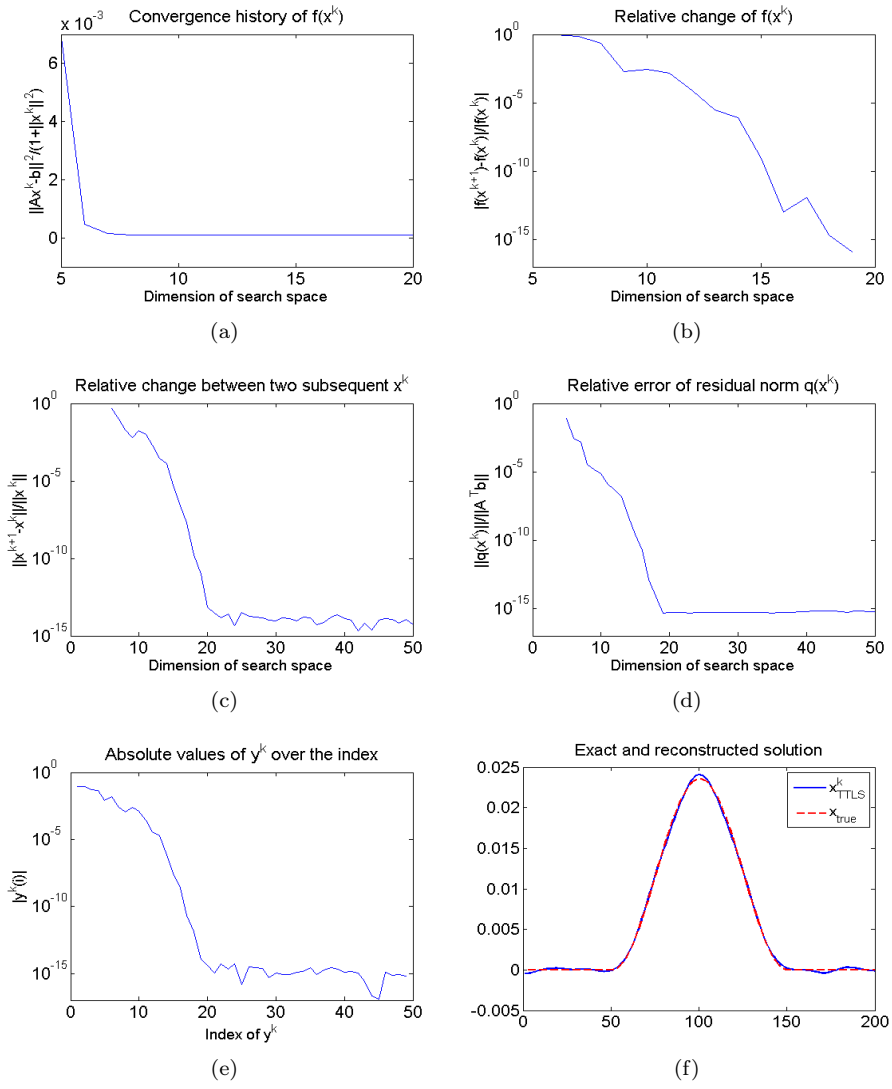 Convergence history of f(x^k)
x 10^-3
6
4
2
0
5
10
15
20
||Ax^k-b||^2/(1+||x^k||^2)
Dimension of search space
(a)
Relative change of f(x^k)
10^0
10^-5
10^-10
10^-15
5
10
15
20
|f(x^k+1)-f(x^k)|/|f(x^k)|
Dimension of search space
(b)
Relative change between two subsequent x^k
10^0
10^-5
10^-10
10^-15
0
10
20
30
40
50
||x^k+1-x^k||/||x^k||
Dimension of search space
(c)
Relative error of residual norm q(x^k)
10^0
10^-5
10^-10
10^-15
0
10
20
30
40
50
||q(x^k)||/||A^T b||
Dimension of search space
(d)
Absolute values of y^k over the index
10^0
10^-5
10^-10
10^-15
0
10
20
30
40
50
|y^k(i)|
Index of y^k
(e)
Exact and reconstructed solution
0.025
0.02
0.015
0.01
0.005
0
-0.005
0
50
100
150
200
x^k_TTLS
x_true
(f)